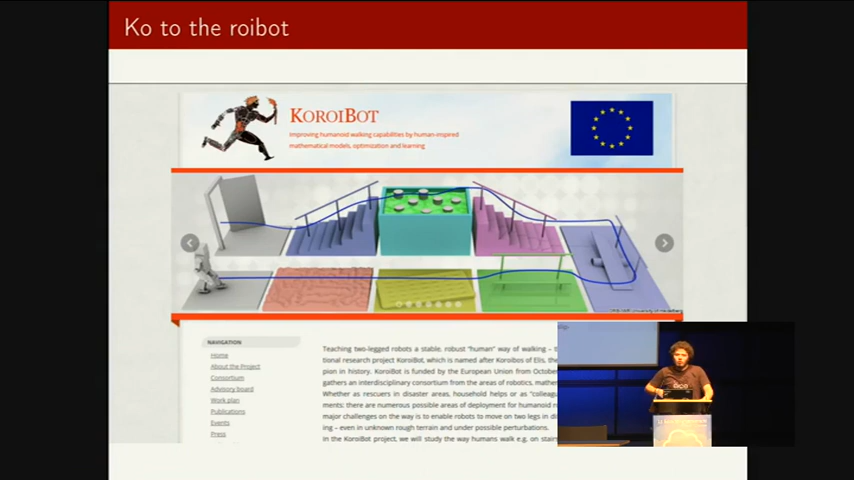 Ko to the roibot
KOROIBOT
Improving humanoid walking capabilities by human-inspired
mathematical models, optimization and learning
NAVIGATION
Home
About the Project
Consortium
Advisory board
Work plan
Publications
Events
Press
Teaching two-legged robots a stable, robust "human" way of walking –
tional research project KoroiBot, which is named after Koroibos of Elis, the
pion in history. KoroiBot is funded by the European Union from October
gathers an interdisciplinary consortium from the areas of robotics, mathe
Whether as rescuers in disaster areas, household helps or as "colleagu
ments: there are numerous possible areas of deployment for humanoid
major challenges on the way is to enable robots to move on two legs in di
ing – even in unknown rough terrain and under possible perturbations.
In the KoroiBot project, we will study the way humans walk e.g. on stairs